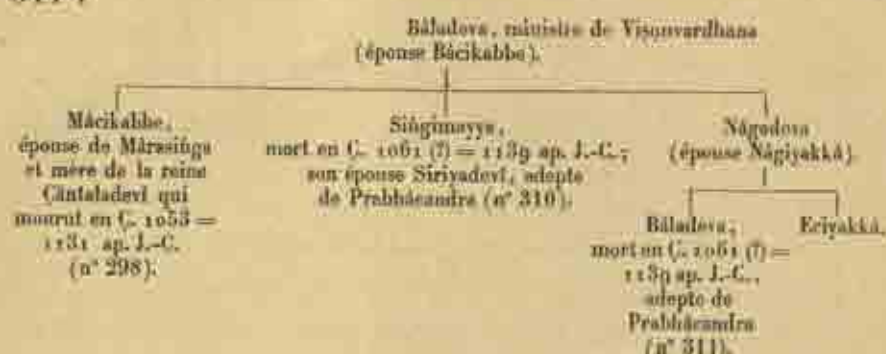 Bâladeva, ministre de Viṣṇuvardhana
(épouse Bâcikabbe).
Mâcikabbe,
épouse de Mârasiṅga
et mère de la reine
Çântaladevî qui
mourut en Ç. 1053 =
1131 ap. J.-C.
(n° 298).
Siṅgimayya,
mort en Ç. 1061 (?) = 1139 ap. J.-C.;
son épouse Siriyadevî, adepte
de Prabhâcandra (n° 310).
Nâgadeva
(épouse Nâgiyakkâ).
Bâladeva,
mort en Ç. 1061 (?) =
1139 ap. J.-C.,
adepte de
Prabhâcandra
(n° 311).
Eriyakkâ.